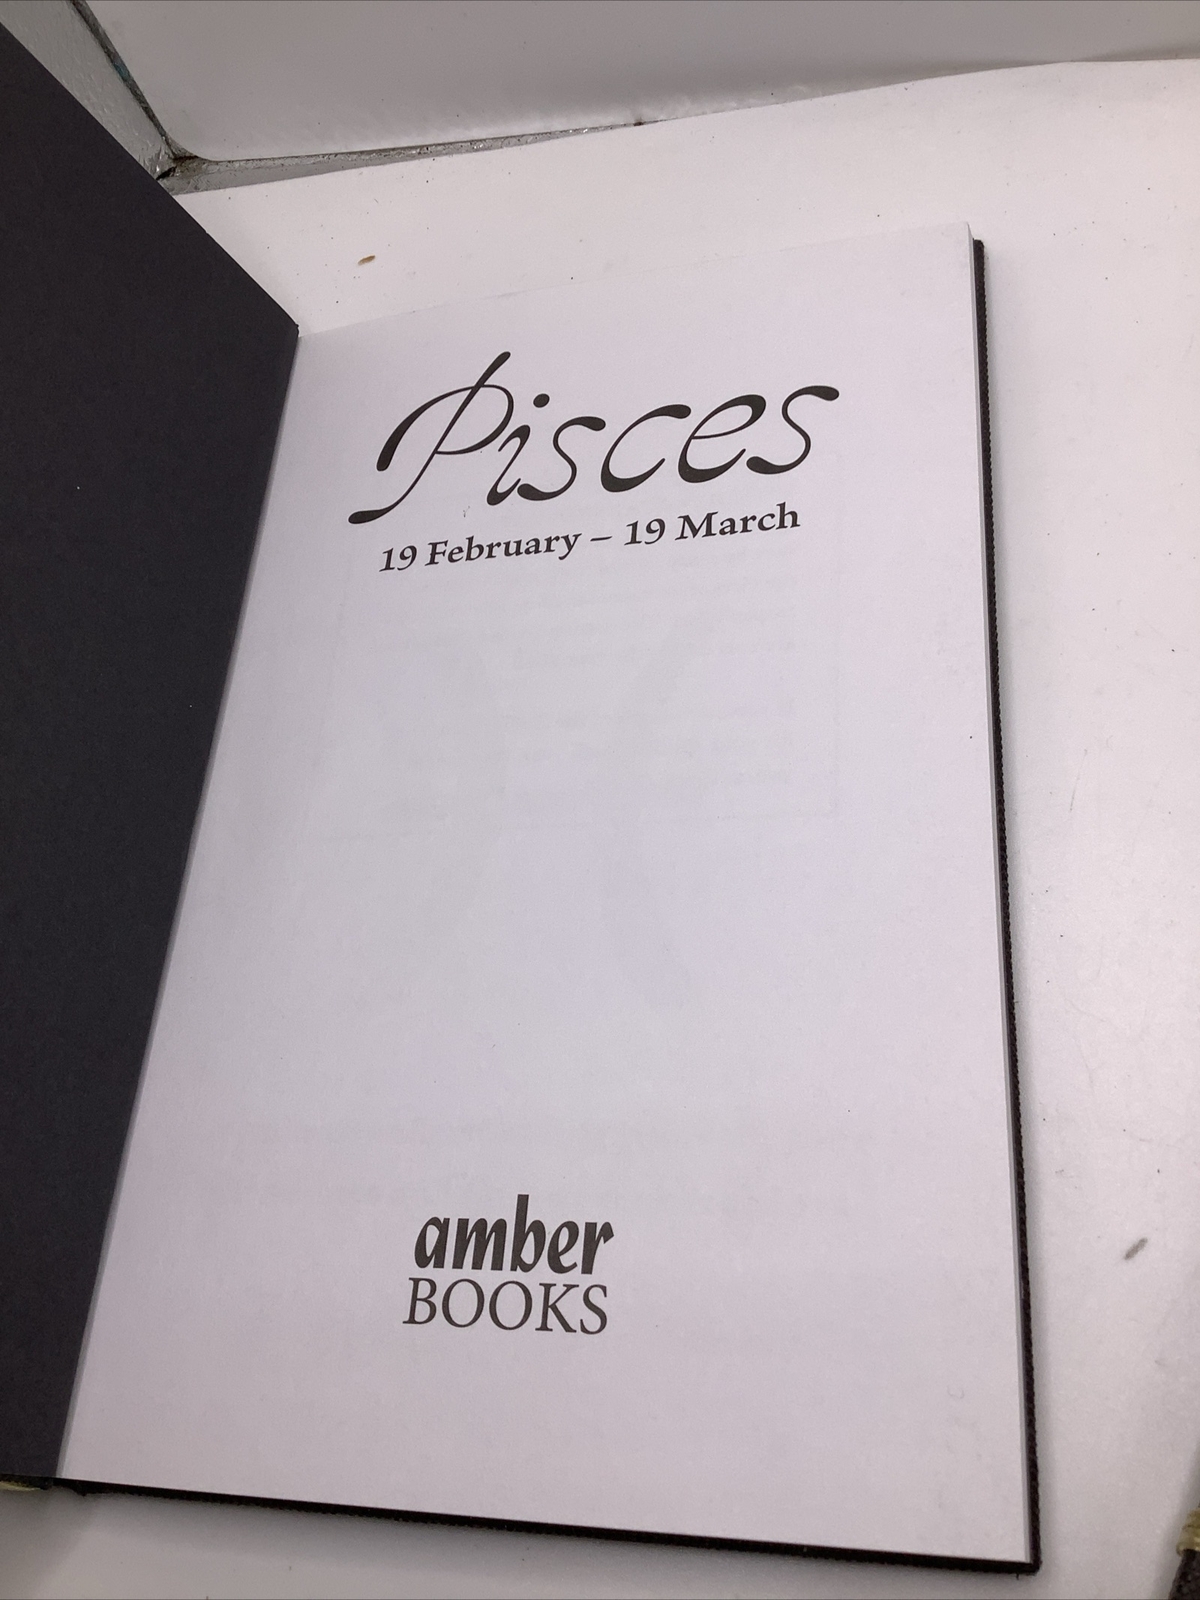 Pisces
19 February – 19 March
amber
BOOKS